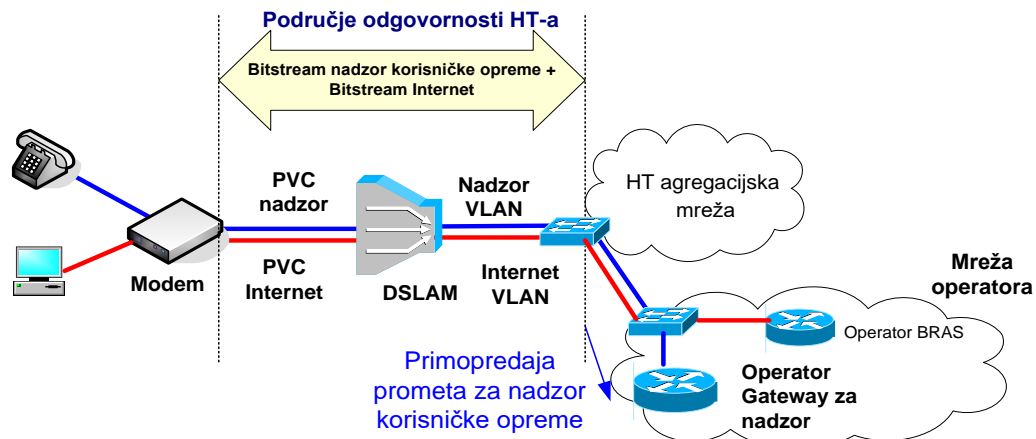 Područje odgovornosti HT-a
Bitstream nadzor korisničke opreme +
Bitstream Internet
HT agregacijska
mreža
PVC
nadzor
Nadzor
VLAN
Modem
PVC
Internet
DSLAM
Internet
VLAN
Mreža
operatora
Operator BRAS
Primopredaja
prometa za nadzor
korisničke opreme
Operator
Gateway za
nadzor